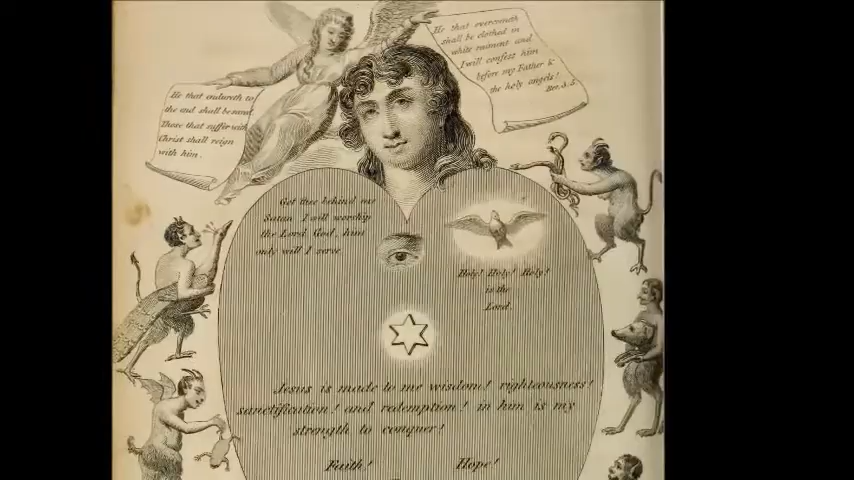 He that overcometh
shall be clothed in
white raiment and
I will confess him
before my Father &
the holy angels!
Rev. 3.5.
He that endureth to
the end shall be saved
Those that suffer with
Christ shall reign
with him.
Get thee behind me
Satan. I will worship
the Lord God, him
only will I serve
Holy! Holy! Holy!
is the
Lord.
Jesus is made to me wisdom! righteousness!
sanctification! and redemption! in him is my
strength to conquer!
Faith! Hope!